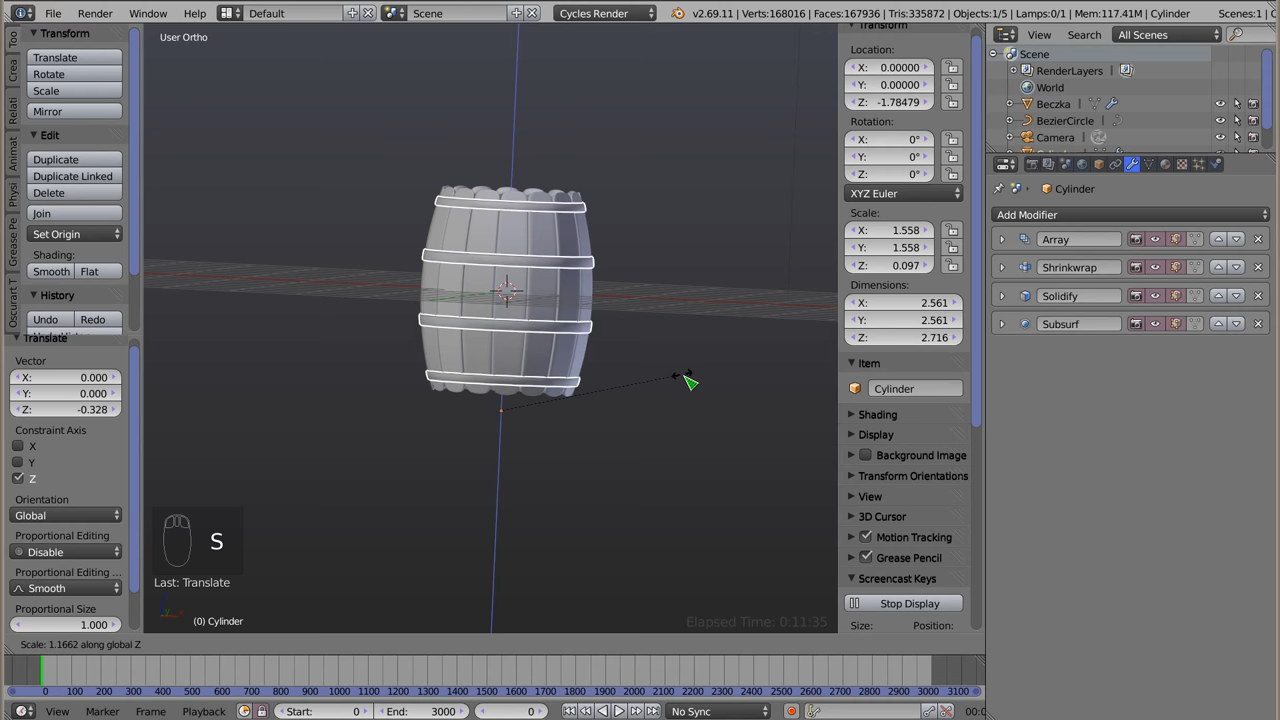 File Render Window Help Default Scene Cycles Render v2.69.11 | Verts:168016 | Faces:167936 | Tris:335872 | Objects:1/5 | Lamps:0/1 | Mem:117.41M | Cylinder Scenes:1
Transform
Translate
Rotate
Scale
Mirror
Edit
Duplicate
Duplicate Linked
Delete
Join
Set Origin
Shading:
Smooth Flat
History
Undo Redo
Too
Crea
Relati
Animat
Physi
Grease Pe
Oscurart T
Translate
Vector
X: 0.000
Y: 0.000
Z: -0.328
Constraint Axis
X
Y
Z
Orientation
Global
Proportional Editing
Disable
Proportional Editing ...
Smooth
Proportional Size
1.000
User Ortho
S
Last: Translate
(0) Cylinder
Elapsed Time: 0:11:35
Scale: 1.1662 along global Z
Transform
Location:
X: 0.00000
Y: 0.00000
Z: -1.78479
Rotation:
X: 0°
Y: 0°
Z: 0°
XYZ Euler
Scale:
X: 1.558
Y: 1.558
Z: 0.097
Dimensions:
X: 2.561
Y: 2.561
Z: 2.716
Item
Cylinder
Shading
Display
Background Image
Transform Orientations
View
3D Cursor
Motion Tracking
Grease Pencil
Screencast Keys
Stop Display
Size: Position:
View Search All Scenes
Scene
RenderLayers
World
Beczka
BezierCircle
Camera
Cylinder
Add Modifier
Array
Shrinkwrap
Solidify
Subsurf
0 100 200 300 400 500 600 700 800 900 1000 1100 1200 1300 1400 1500 1600 1700 1800 1900 2000 2100 2200 2300 2400 2500 2600 2700 2800 2900 3000 3100
View Marker Frame Playback Start: 0 End: 3000 0 No Sync